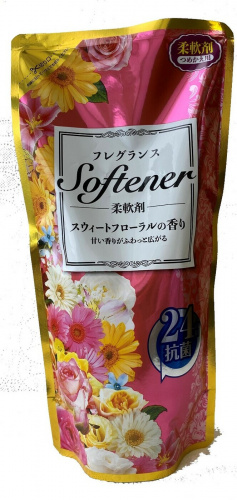 柔軟剤
つめかえ用
フレグランス
Softener
柔軟剤
スウィートフローラルの香り
甘い香りがふわっと広がる
24
抗菌